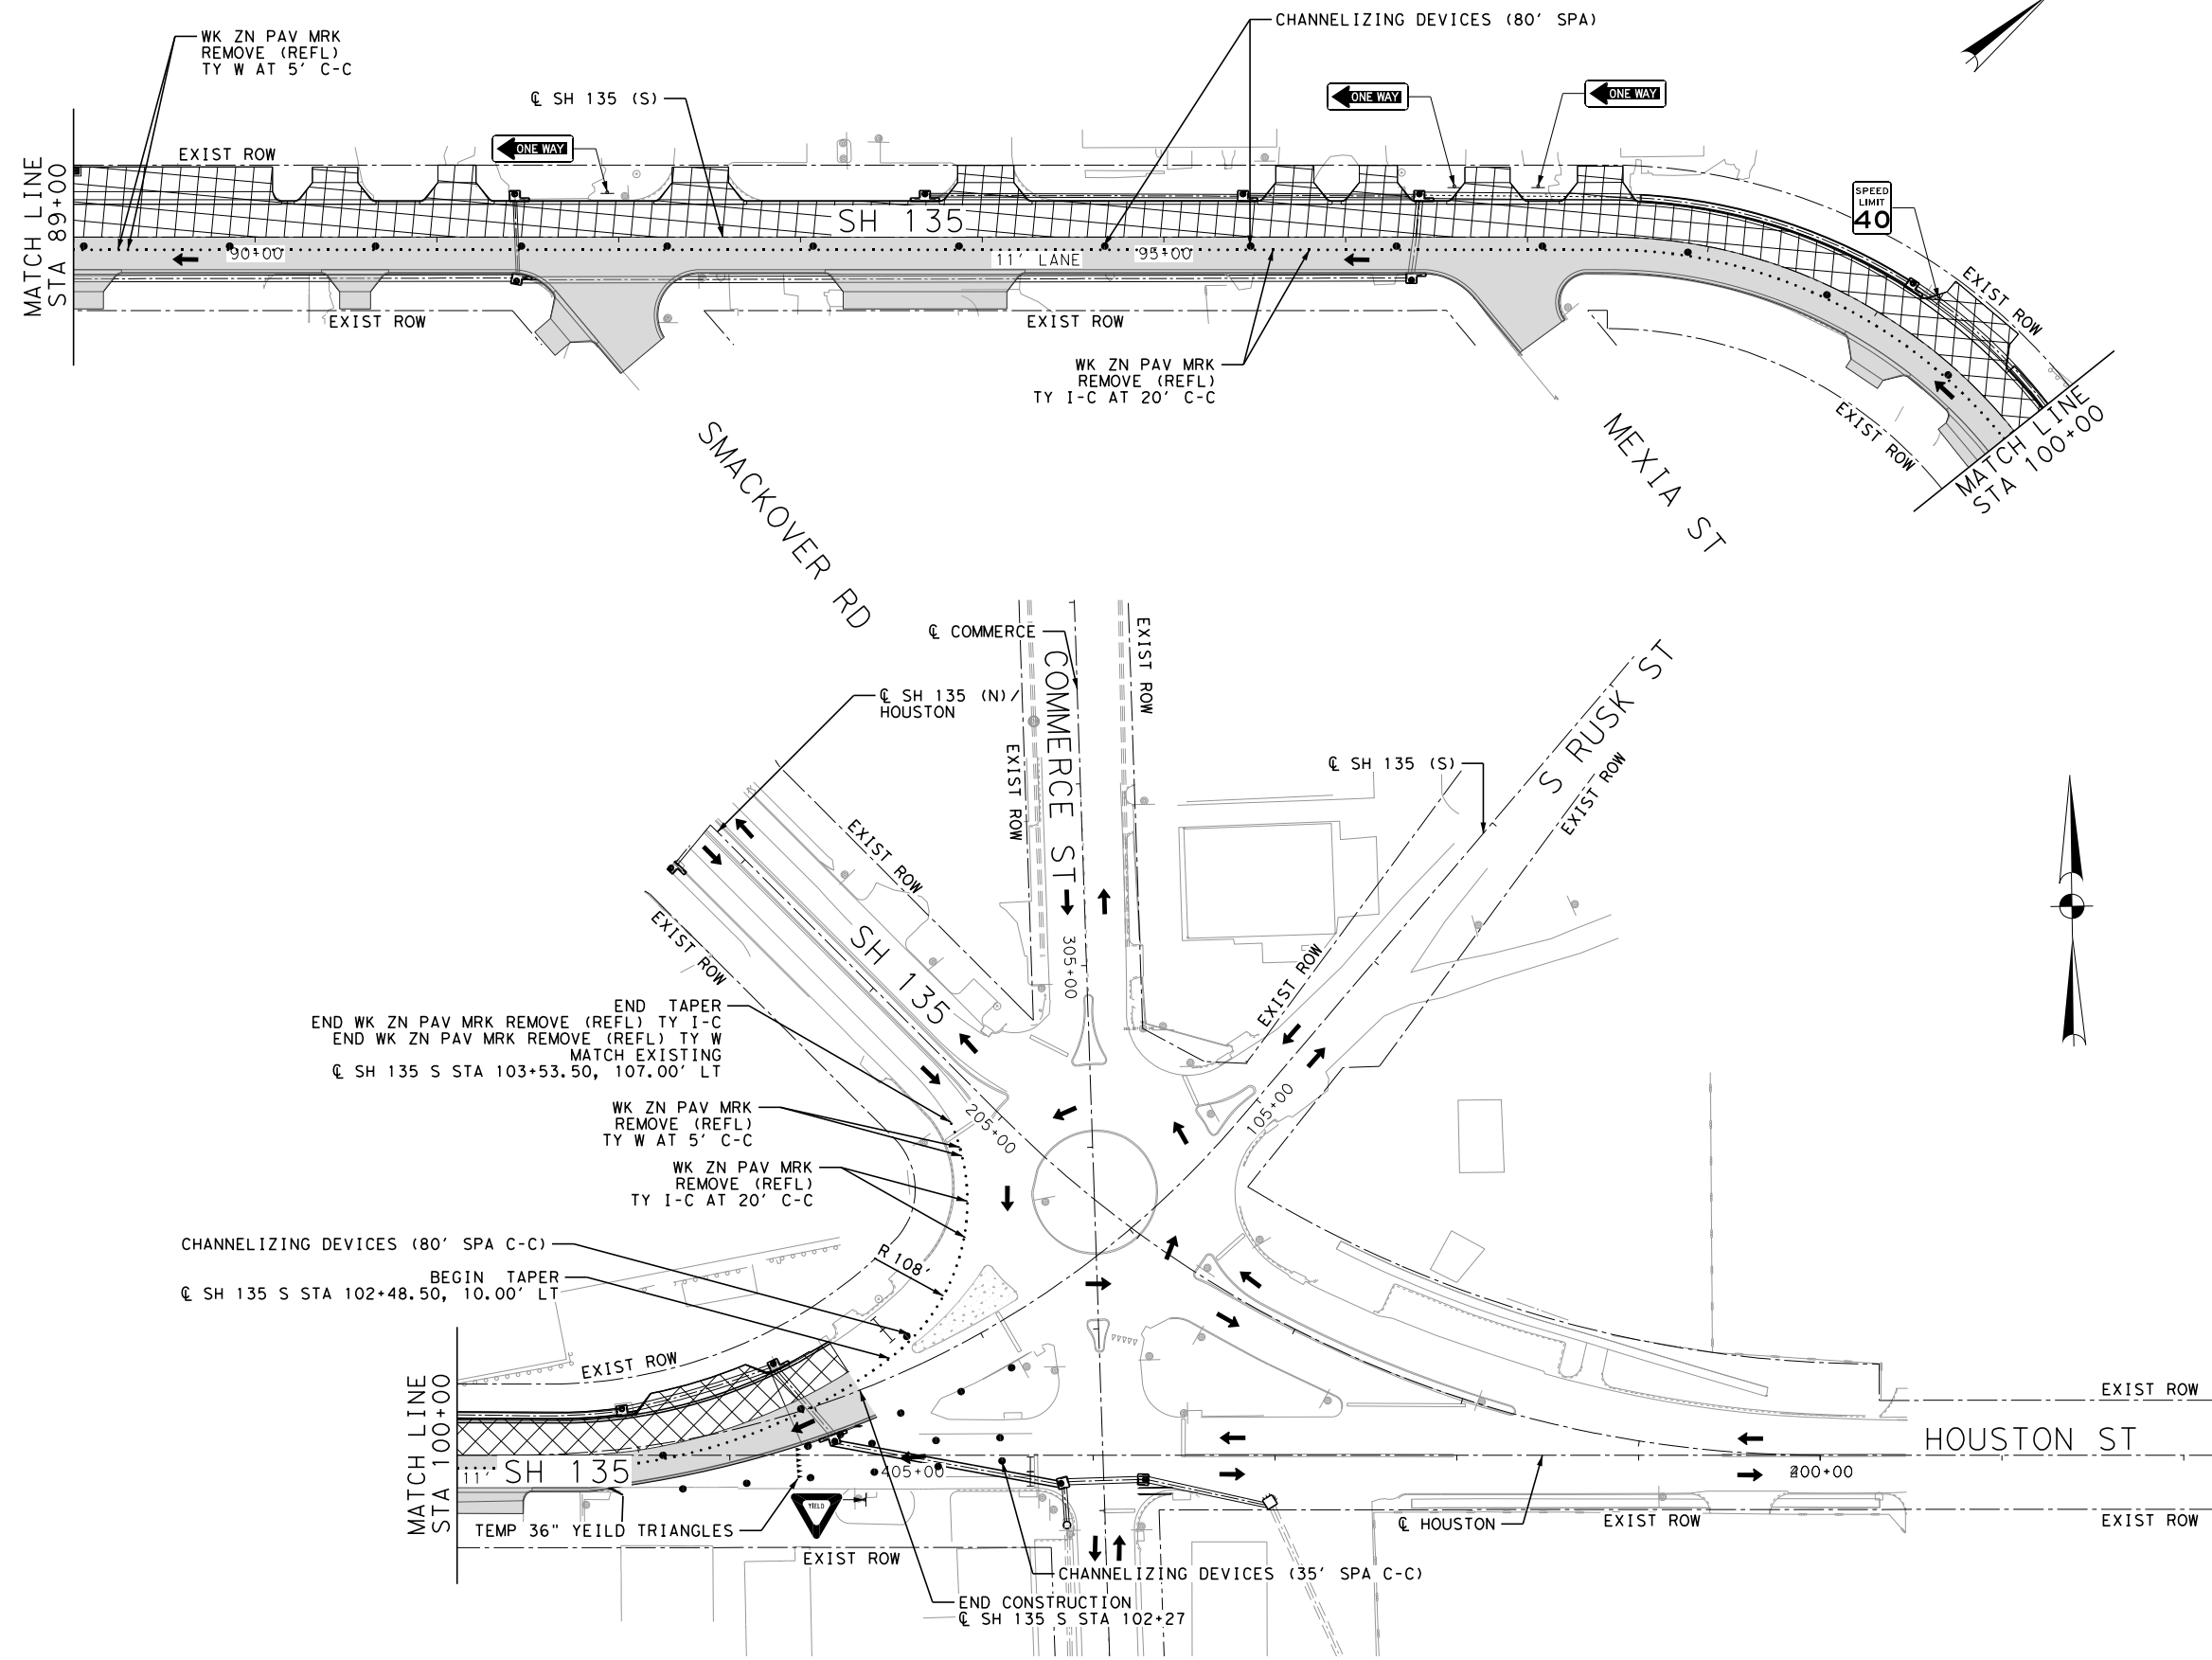 WK ZN PAV MRK
REMOVE (REFL)
TY W AT 5' C-C
CHANNELIZING DEVICES (80' SPA)
℄ SH 135 (S)
ONE WAY
ONE WAY
ONE WAY
EXIST ROW
MATCH LINE
STA 89+00
SH 135
SPEED
LIMIT
40
90+00
11' LANE
95+00
EXIST ROW
EXIST ROW
EXIST ROW
EXIST ROW
WK ZN PAV MRK
REMOVE (REFL)
TY I-C AT 20' C-C
MATCH LINE
STA 100+00
SMACKOVER RD
MEXIA ST
℄ COMMERCE
COMMERCE ST
EXIST ROW
EXIST ROW
℄ SH 135 (N)/
HOUSTON
℄ SH 135 (S)
S RUSK ST
EXIST ROW
EXIST ROW
EXIST ROW
EXIST ROW
SH 135
305+00
END TAPER
END WK ZN PAV MRK REMOVE (REFL) TY I-C
END WK ZN PAV MRK REMOVE (REFL) TY W
MATCH EXISTING
℄ SH 135 S STA 103+53.50, 107.00' LT
205+00
105+00
WK ZN PAV MRK
REMOVE (REFL)
TY W AT 5' C-C
WK ZN PAV MRK
REMOVE (REFL)
TY I-C AT 20' C-C
CHANNELIZING DEVICES (80' SPA C-C)
R 108'
BEGIN TAPER
℄ SH 135 S STA 102+48.50, 10.00' LT
EXIST ROW
MATCH LINE
STA 100+00
11'
SH 135
405+00
EXIST ROW
HOUSTON ST
200+00
YIELD
TEMP 36" YEILD TRIANGLES
EXIST ROW
℄ HOUSTON
EXIST ROW
EXIST ROW
CHANNELIZING DEVICES (35' SPA C-C)
END CONSTRUCTION
℄ SH 135 S STA 102+27